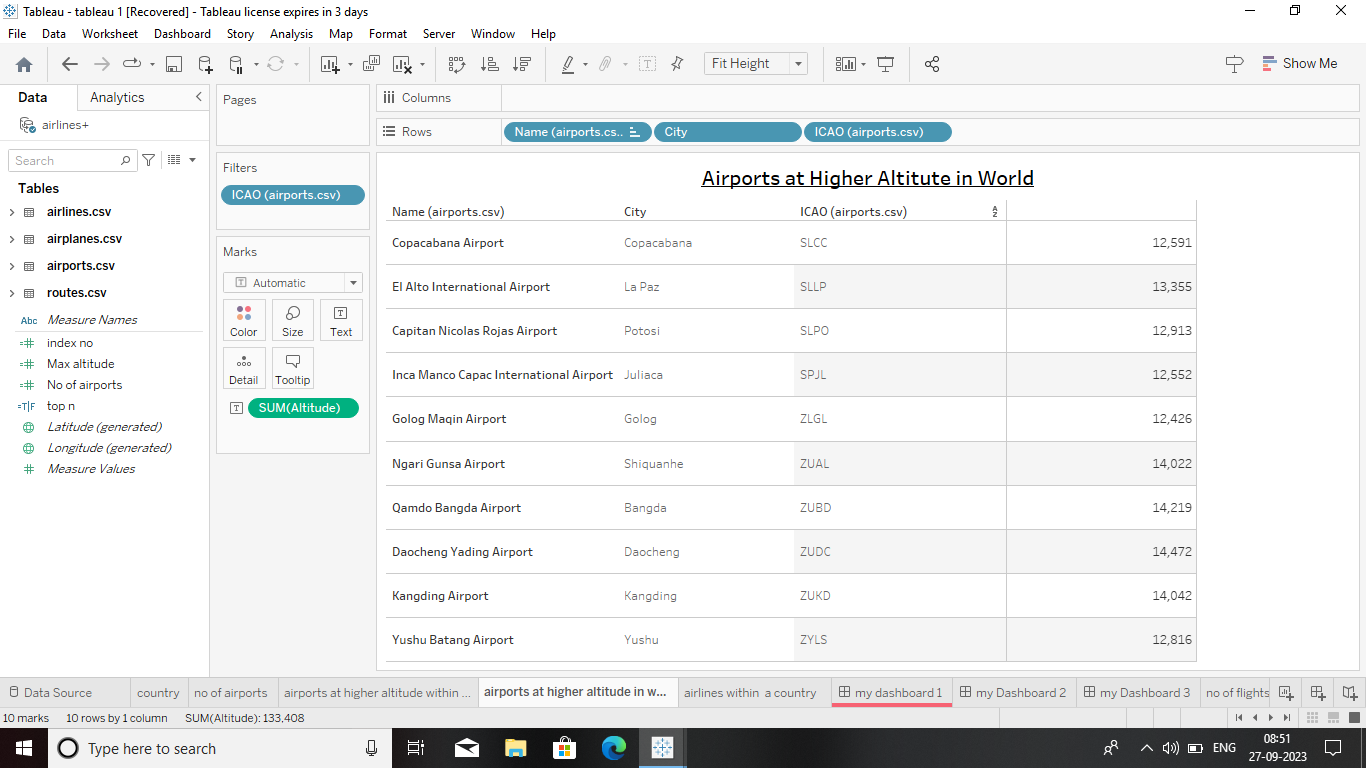 Tableau - tableau 1 [Recovered] - Tableau license expires in 3 days
File Data Worksheet Dashboard Story Analysis Map Format Server Window Help
Fit Height
Show Me
Data Analytics
airlines+
Search
Tables
airlines.csv
airplanes.csv
airports.csv
routes.csv
Abc Measure Names
index no
Max altitude
No of airports
T|F top n
Latitude (generated)
Longitude (generated)
Measure Values
Pages
Filters
ICAO (airports.csv)
Marks
Automatic
Color Size Text
Detail Tooltip
SUM(Altitude)
Columns
Rows Name (airports.cs.. City ICAO (airports.csv)
Airports at Higher Altitute in World
Name (airports.csv) City ICAO (airports.csv)
Copacabana Airport Copacabana SLCC 12,591
El Alto International Airport La Paz SLLP 13,355
Capitan Nicolas Rojas Airport Potosi SLPO 12,913
Inca Manco Capac International Airport Juliaca SPJL 12,552
Golog Maqin Airport Golog ZLGL 12,426
Ngari Gunsa Airport Shiquanhe ZUAL 14,022
Qamdo Bangda Airport Bangda ZUBD 14,219
Daocheng Yading Airport Daocheng ZUDC 14,472
Kangding Airport Kangding ZUKD 14,042
Yushu Batang Airport Yushu ZYLS 12,816
Data Source country no of airports airports at higher altitude within ... airports at higher altitude in w... airlines within a country my dashboard 1 my Dashboard 2 my Dashboard 3 no of flights
10 marks 10 rows by 1 column SUM(Altitude): 133,408
Type here to search
ENG
08:51
27-09-2023